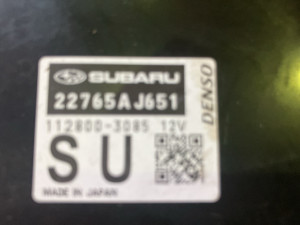 SUBARU
22765AJ651
112800-3085 12V
DENSO
SU
MADE IN JAPAN